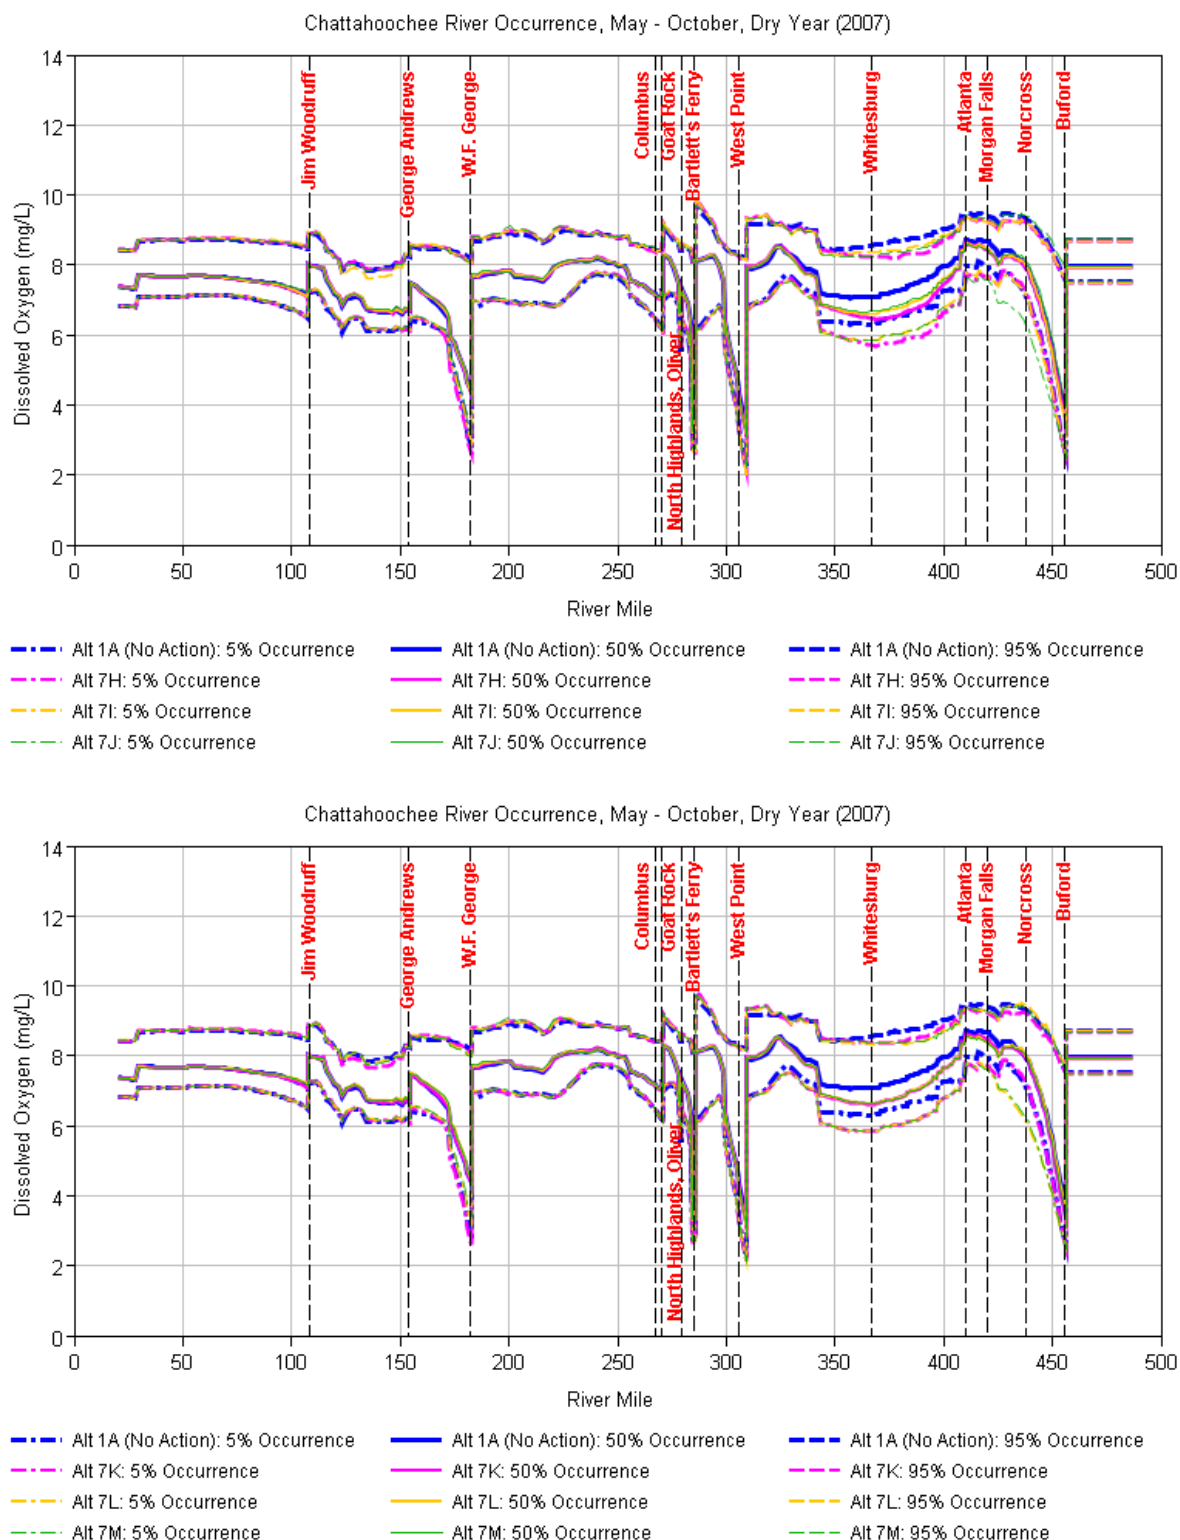 Chattahoochee River Occurrence, May - October, Dry Year (2007)
14
12
10
8
6
4
2
0
Dissolved Oxygen (mg/L)
Jim Woodruff
George Andrews
W.F. George
Columbus
Goat Rock
North Highlands, Oliver
Bartlett's Ferry
West Point
Whitesburg
Atlanta
Morgan Falls
Norcross
Buford
0 50 100 150 200 250 300 350 400 450 500
River Mile
Alt 1A (No Action): 5% Occurrence Alt 1A (No Action): 50% Occurrence Alt 1A (No Action): 95% Occurrence
Alt 7H: 5% Occurrence Alt 7H: 50% Occurrence Alt 7H: 95% Occurrence
Alt 7I: 5% Occurrence Alt 7I: 50% Occurrence Alt 7I: 95% Occurrence
Alt 7J: 5% Occurrence Alt 7J: 50% Occurrence Alt 7J: 95% Occurrence
Chattahoochee River Occurrence, May - October, Dry Year (2007)
14
12
10
8
6
4
2
0
Dissolved Oxygen (mg/L)
Jim Woodruff
George Andrews
W.F. George
Columbus
Goat Rock
North Highlands, Oliver
Bartlett's Ferry
West Point
Whitesburg
Atlanta
Morgan Falls
Norcross
Buford
0 50 100 150 200 250 300 350 400 450 500
River Mile
Alt 1A (No Action): 5% Occurrence Alt 1A (No Action): 50% Occurrence Alt 1A (No Action): 95% Occurrence
Alt 7K: 5% Occurrence Alt 7K: 50% Occurrence Alt 7K: 95% Occurrence
Alt 7L: 5% Occurrence Alt 7L: 50% Occurrence Alt 7L: 95% Occurrence
Alt 7M: 5% Occurrence Alt 7M: 50% Occurrence Alt 7M: 95% Occurrence